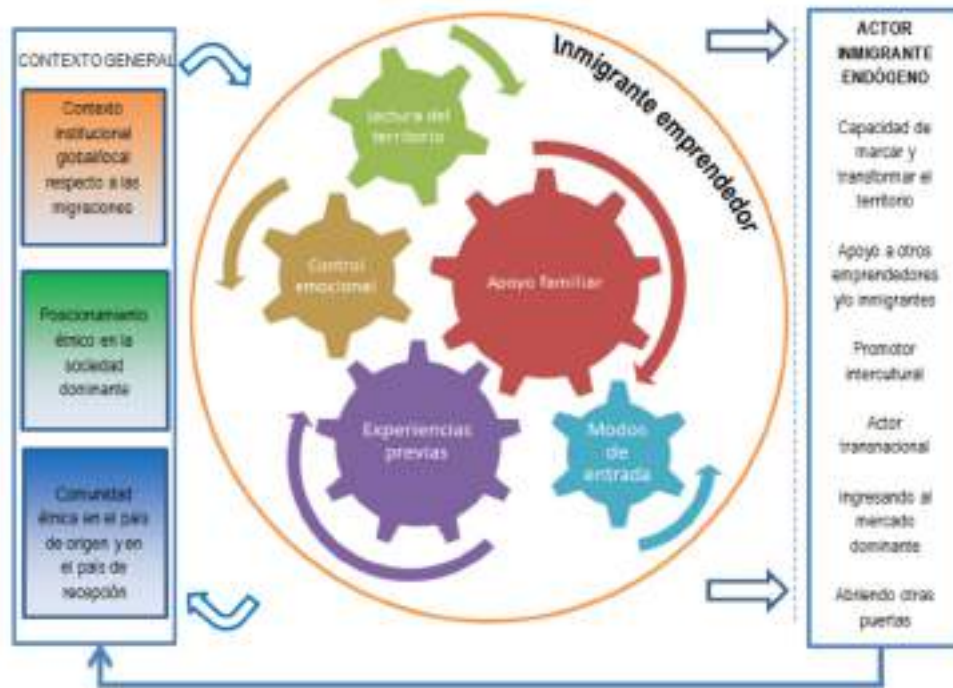 CONTEXTO GENERAL
Contexto
institucional
global/local
respecto a las
migraciones
Posicionamiento
étnico en la
sociedad
dominante
Comunidad
étnica en el país
de origen y en
el país de
recepción
Inmigrante emprendedor
Lectura del
territorio
Control
emocional
Apoyo familiar
Experiencias
previas
Modos
de
entrada
ACTOR
INMIGRANTE
ENDÓGENO
Capacidad de
marcar y
transformar el
territorio
Apoyo a otros
emprendedores
y/o inmigrantes
Promotor
intercultural
Actor
transnacional
Ingresando al
mercado
dominante
Abriendo otras
puertas